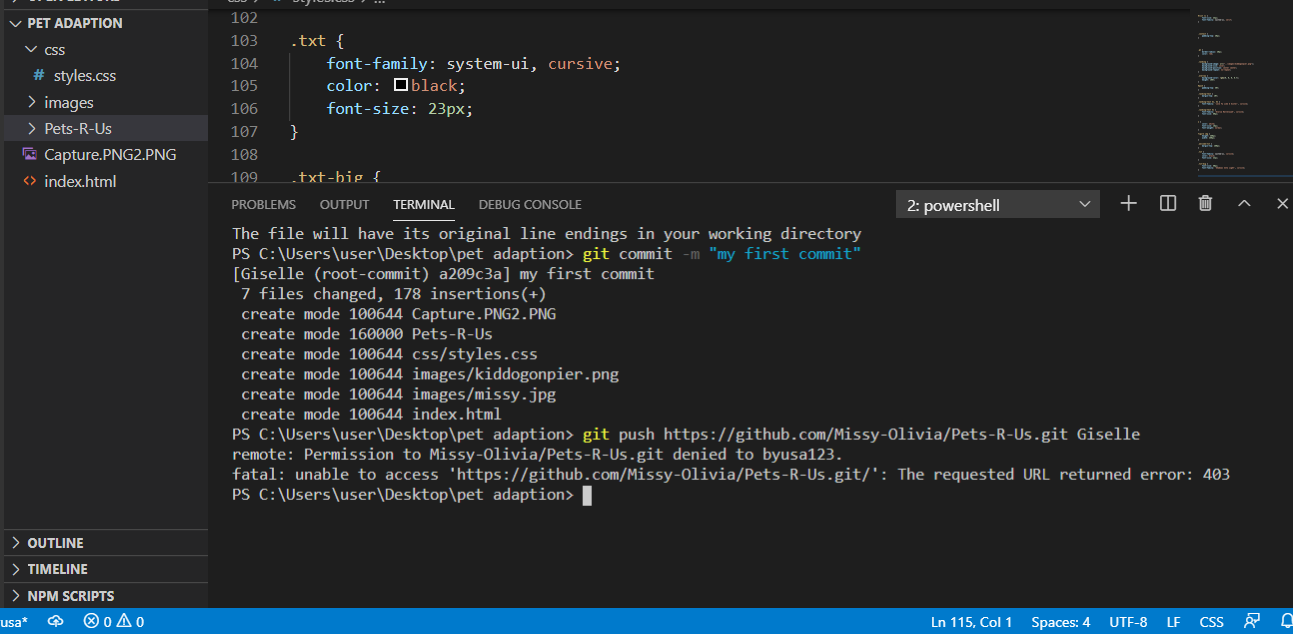 PET ADAPTION
css
# styles.css
images
Pets-R-Us
Capture.PNG2.PNG
<> index.html
OUTLINE
TIMELINE
NPM SCRIPTS
102
103 .txt {
104 font-family: system-ui, cursive;
105 color: black;
106 font-size: 23px;
107 }
108
109 .txt-big {
PROBLEMS OUTPUT TERMINAL DEBUG CONSOLE 2: powershell
The file will have its original line endings in your working directory
PS C:\Users\user\Desktop\pet adaption> git commit -m "my first commit"
[Giselle (root-commit) a209c3a] my first commit
7 files changed, 178 insertions(+)
create mode 100644 Capture.PNG2.PNG
create mode 160000 Pets-R-Us
create mode 100644 css/styles.css
create mode 100644 images/kiddogonpier.png
create mode 100644 images/missy.jpg
create mode 100644 index.html
PS C:\Users\user\Desktop\pet adaption> git push https://github.com/Missy-Olivia/Pets-R-Us.git Giselle
remote: Permission to Missy-Olivia/Pets-R-Us.git denied to byusa123.
fatal: unable to access 'https://github.com/Missy-Olivia/Pets-R-Us.git/': The requested URL returned error: 403
PS C:\Users\user\Desktop\pet adaption>
usa* 0 0 Ln 115, Col 1 Spaces: 4 UTF-8 LF CSS